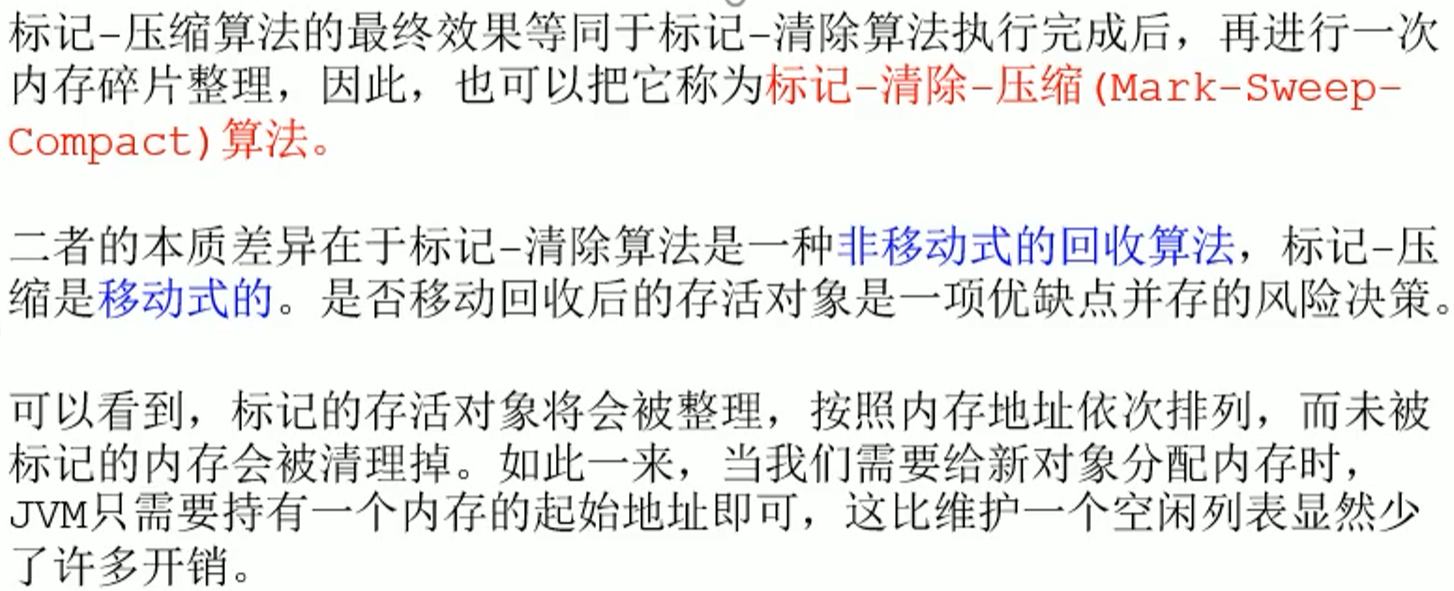 标记-压缩算法的最终效果等同于标记-清除算法执行完成后，再进行一次
内存碎片整理，因此，也可以把它称为标记-清除-压缩(Mark-Sweep-
Compact)算法。
二者的本质差异在于标记-清除算法是一种非移动式的回收算法，标记-压
缩是移动式的。是否移动回收后的存活对象是一项优缺点并存的风险决策。
可以看到，标记的存活对象将会被整理，按照内存地址依次排列，而未被
标记的内存会被清理掉。如此一来，当我们需要给新对象分配内存时，
JVM只需要持有一个内存的起始地址即可，这比维护一个空闲列表显然少
了许多开销。